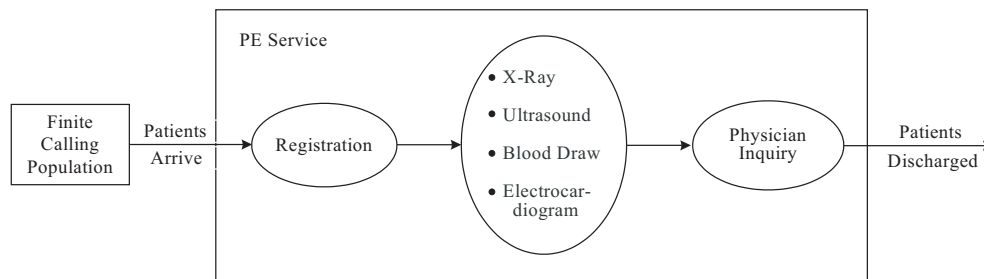 PE Service
Finite
Calling
Population
Patients
Arrive
Registration
• X-Ray
• Ultrasound
• Blood Draw
• Electrocar-
diogram
Physician
Inquiry
Patients
Discharged